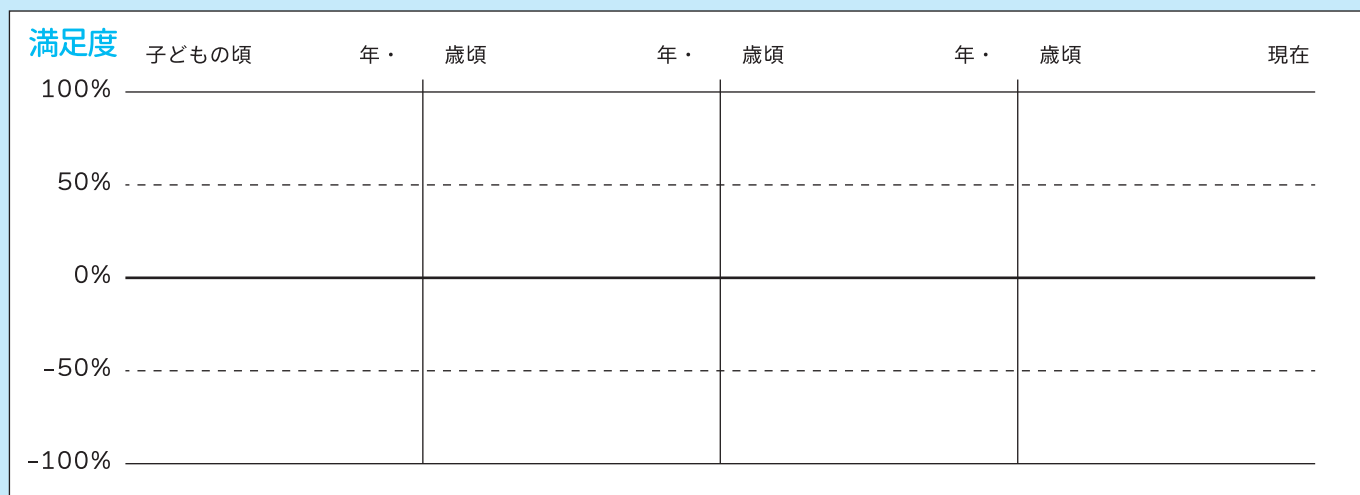 満足度
子どもの頃 年・ 歳頃 年・ 歳頃 年・ 歳頃 現在
100%
50%
0%
-50%
-100%